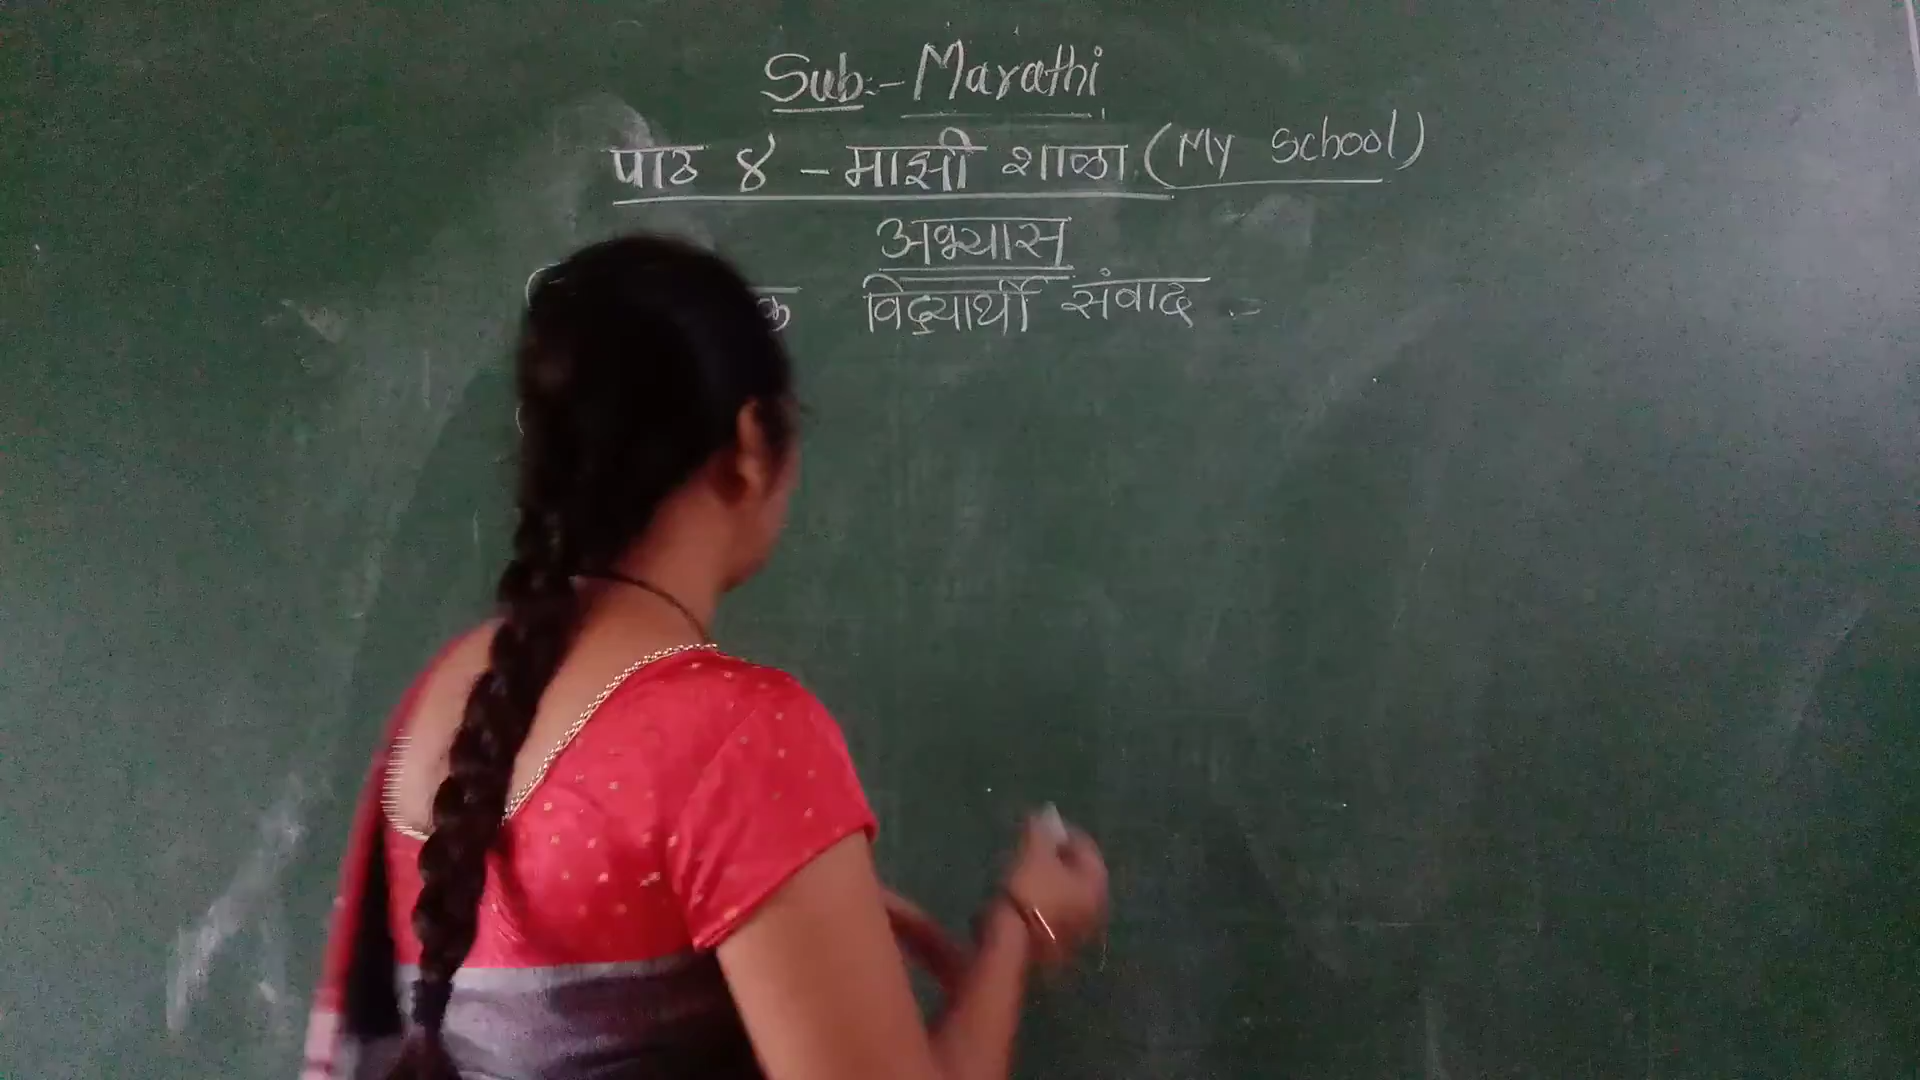 Sub:- Marathi
पाठ ४ - माझी शाळा (My School)
अभ्यास
विद्यार्थी संवाद :-